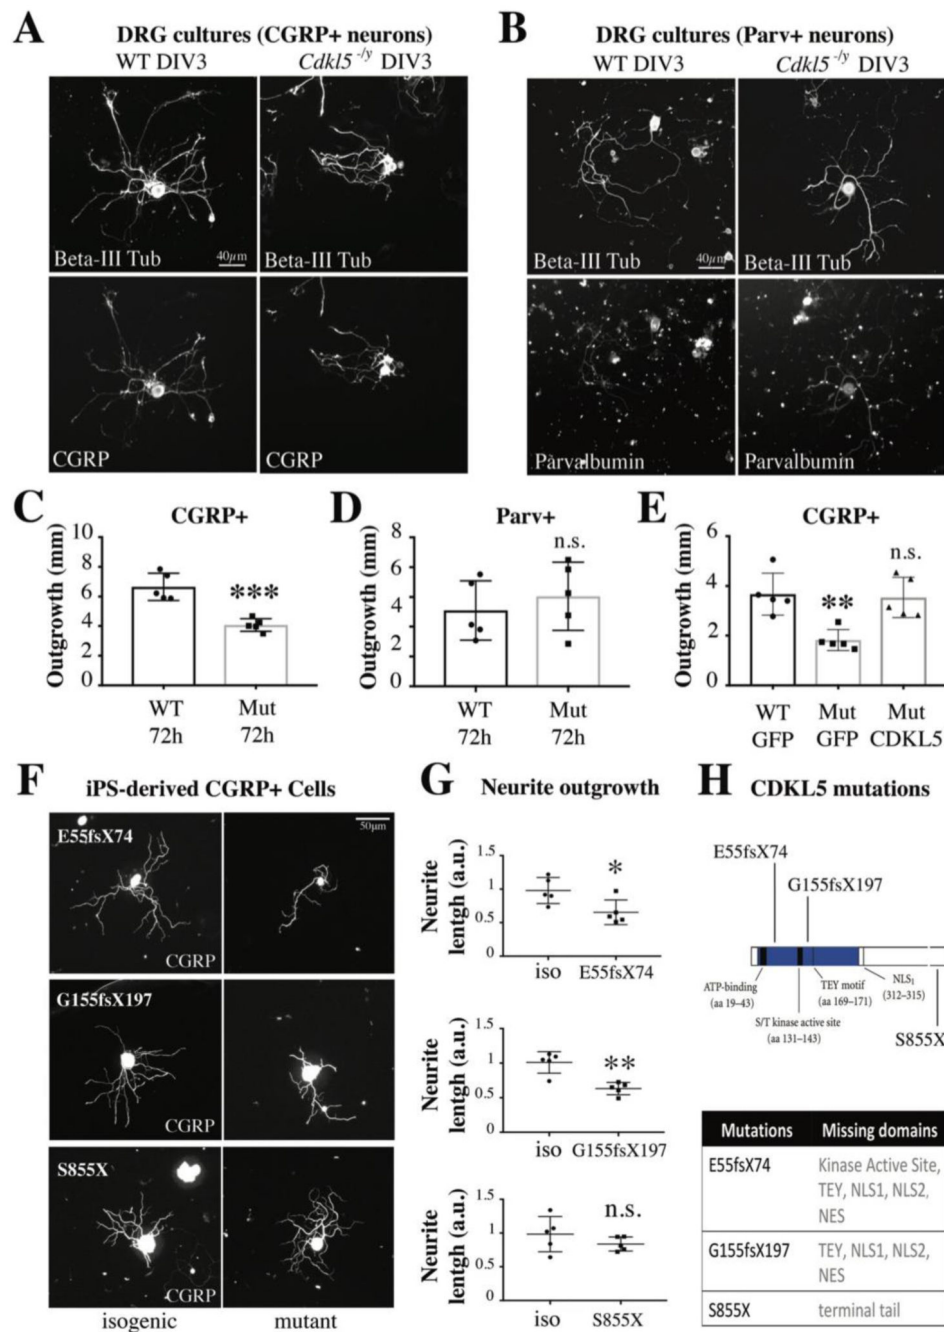 A
DRG cultures (CGRP+ neurons)
WT DIV3
Cdkl5 -/y DIV3
Beta-III Tub
40µm
Beta-III Tub
CGRP
CGRP
B
DRG cultures (Parv+ neurons)
WT DIV3
Cdkl5 -/y DIV3
Beta-III Tub
40µm
Beta-III Tub
Parvalbumin
Parvalbumin
C
CGRP+
Outgrowth (mm)
10
8
6
4
2
0
***
WT
72h
Mut
72h
D
Parv+
Outgrowth (mm)
8
6
4
2
0
n.s.
WT
72h
Mut
72h
E
CGRP+
Outgrowth (mm)
6
4
2
0
**
n.s.
WT
GFP
Mut
GFP
Mut
CDKL5
F
iPS-derived CGRP+ Cells
E55fsX74
50µm
CGRP
G155fsX197
CGRP
S855X
CGRP
isogenic
mutant
G
Neurite outgrowth
Neurite
lentgh (a.u.)
1.5
1
0.5
0
*
iso
E55fsX74
Neurite
lentgh (a.u.)
1.5
1
0.5
0
**
iso
G155fsX197
Neurite
lentgh (a.u.)
1.5
1
0.5
0
n.s.
iso
S855X
H
CDKL5 mutations
E55fsX74
G155fsX197
ATP-binding
(aa 19–43)
S/T kinase active site
(aa 131–143)
TEY motif
(aa 169–171)
NLS1
(312–315)
S855X
Mutations
Missing domains
E55fsX74
Kinase Active Site,
TEY, NLS1, NLS2,
NES
G155fsX197
TEY, NLS1, NLS2,
NES
S855X
terminal tail